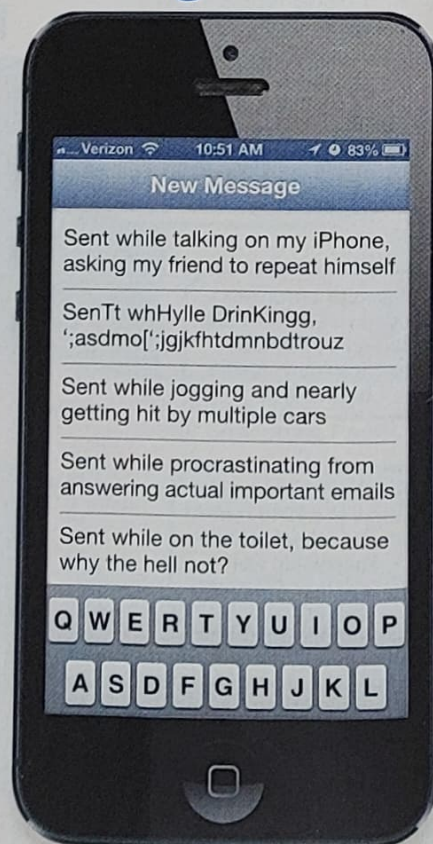 Verizon 10:51 AM 83%
New Message
Sent while talking on my iPhone,
asking my friend to repeat himself
SenTt whHylle DrinKingg,
‘;asdmo[‘;jgjkfhtdmnbdtrouz
Sent while jogging and nearly
getting hit by multiple cars
Sent while procrastinating from
answering actual important emails
Sent while on the toilet, because
why the hell not?
Q W E R T Y U I O P
A S D F G H J K L